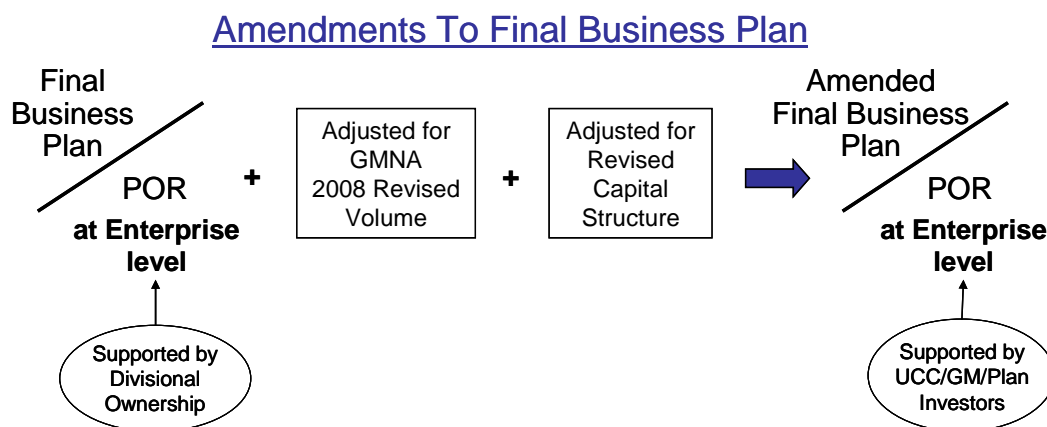 Amendments To Final Business Plan
Final
Business
Plan
POR
at Enterprise
level
+
Adjusted for
GMNA
2008 Revised
Volume
+
Adjusted for
Revised
Capital
Structure
Amended
Final Business
Plan
POR
at Enterprise
level
Supported by
Divisional
Ownership
Supported by
UCC/GM/Plan
Investors